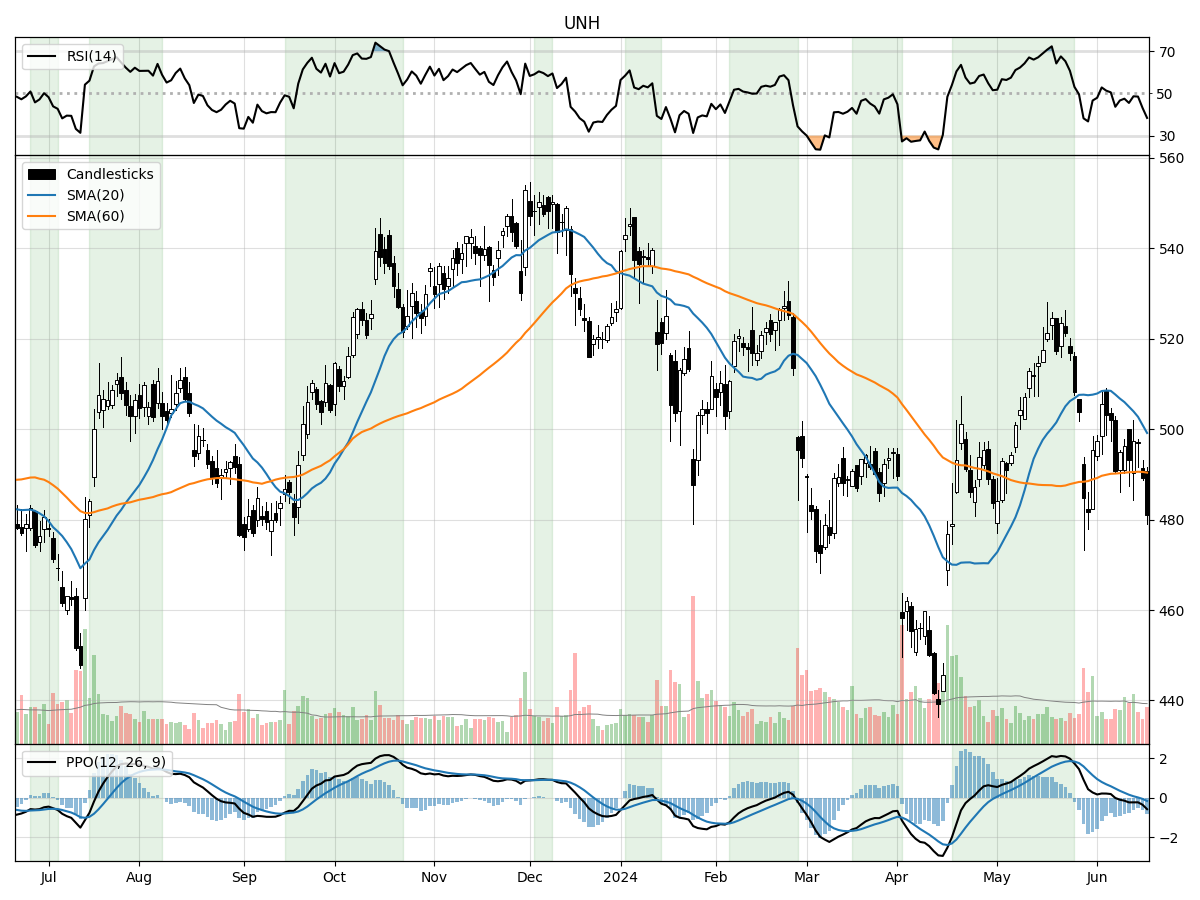 UNH
RSI(14)
70
50
30
Candlesticks
SMA(20)
SMA(60)
560
540
520
500
480
460
440
PPO(12, 26, 9)
2
0
−2
Jul Aug Sep Oct Nov Dec 2024 Feb Mar Apr May Jun